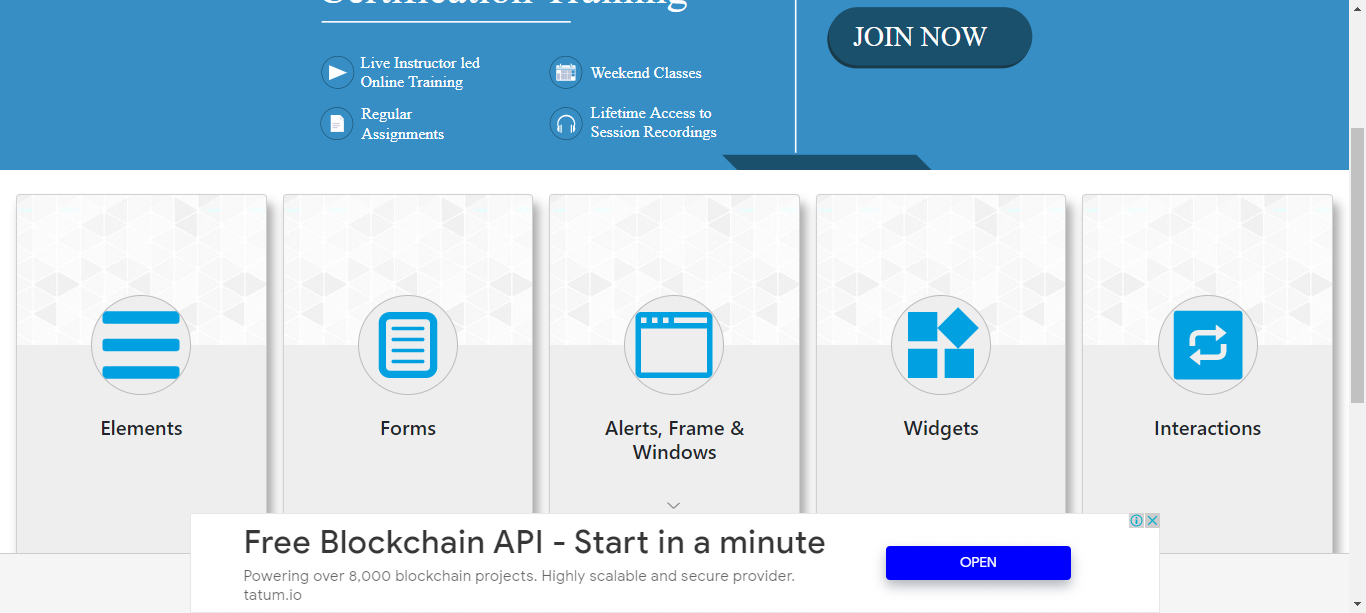 Certification Training
JOIN NOW
Live Instructor led
Online Training
Weekend Classes
Regular
Assignments
Lifetime Access to
Session Recordings
Elements
Forms
Alerts, Frame &
Windows
Widgets
Interactions
Free Blockchain API - Start in a minute
Powering over 8,000 blockchain projects. Highly scalable and secure provider.
tatum.io
OPEN